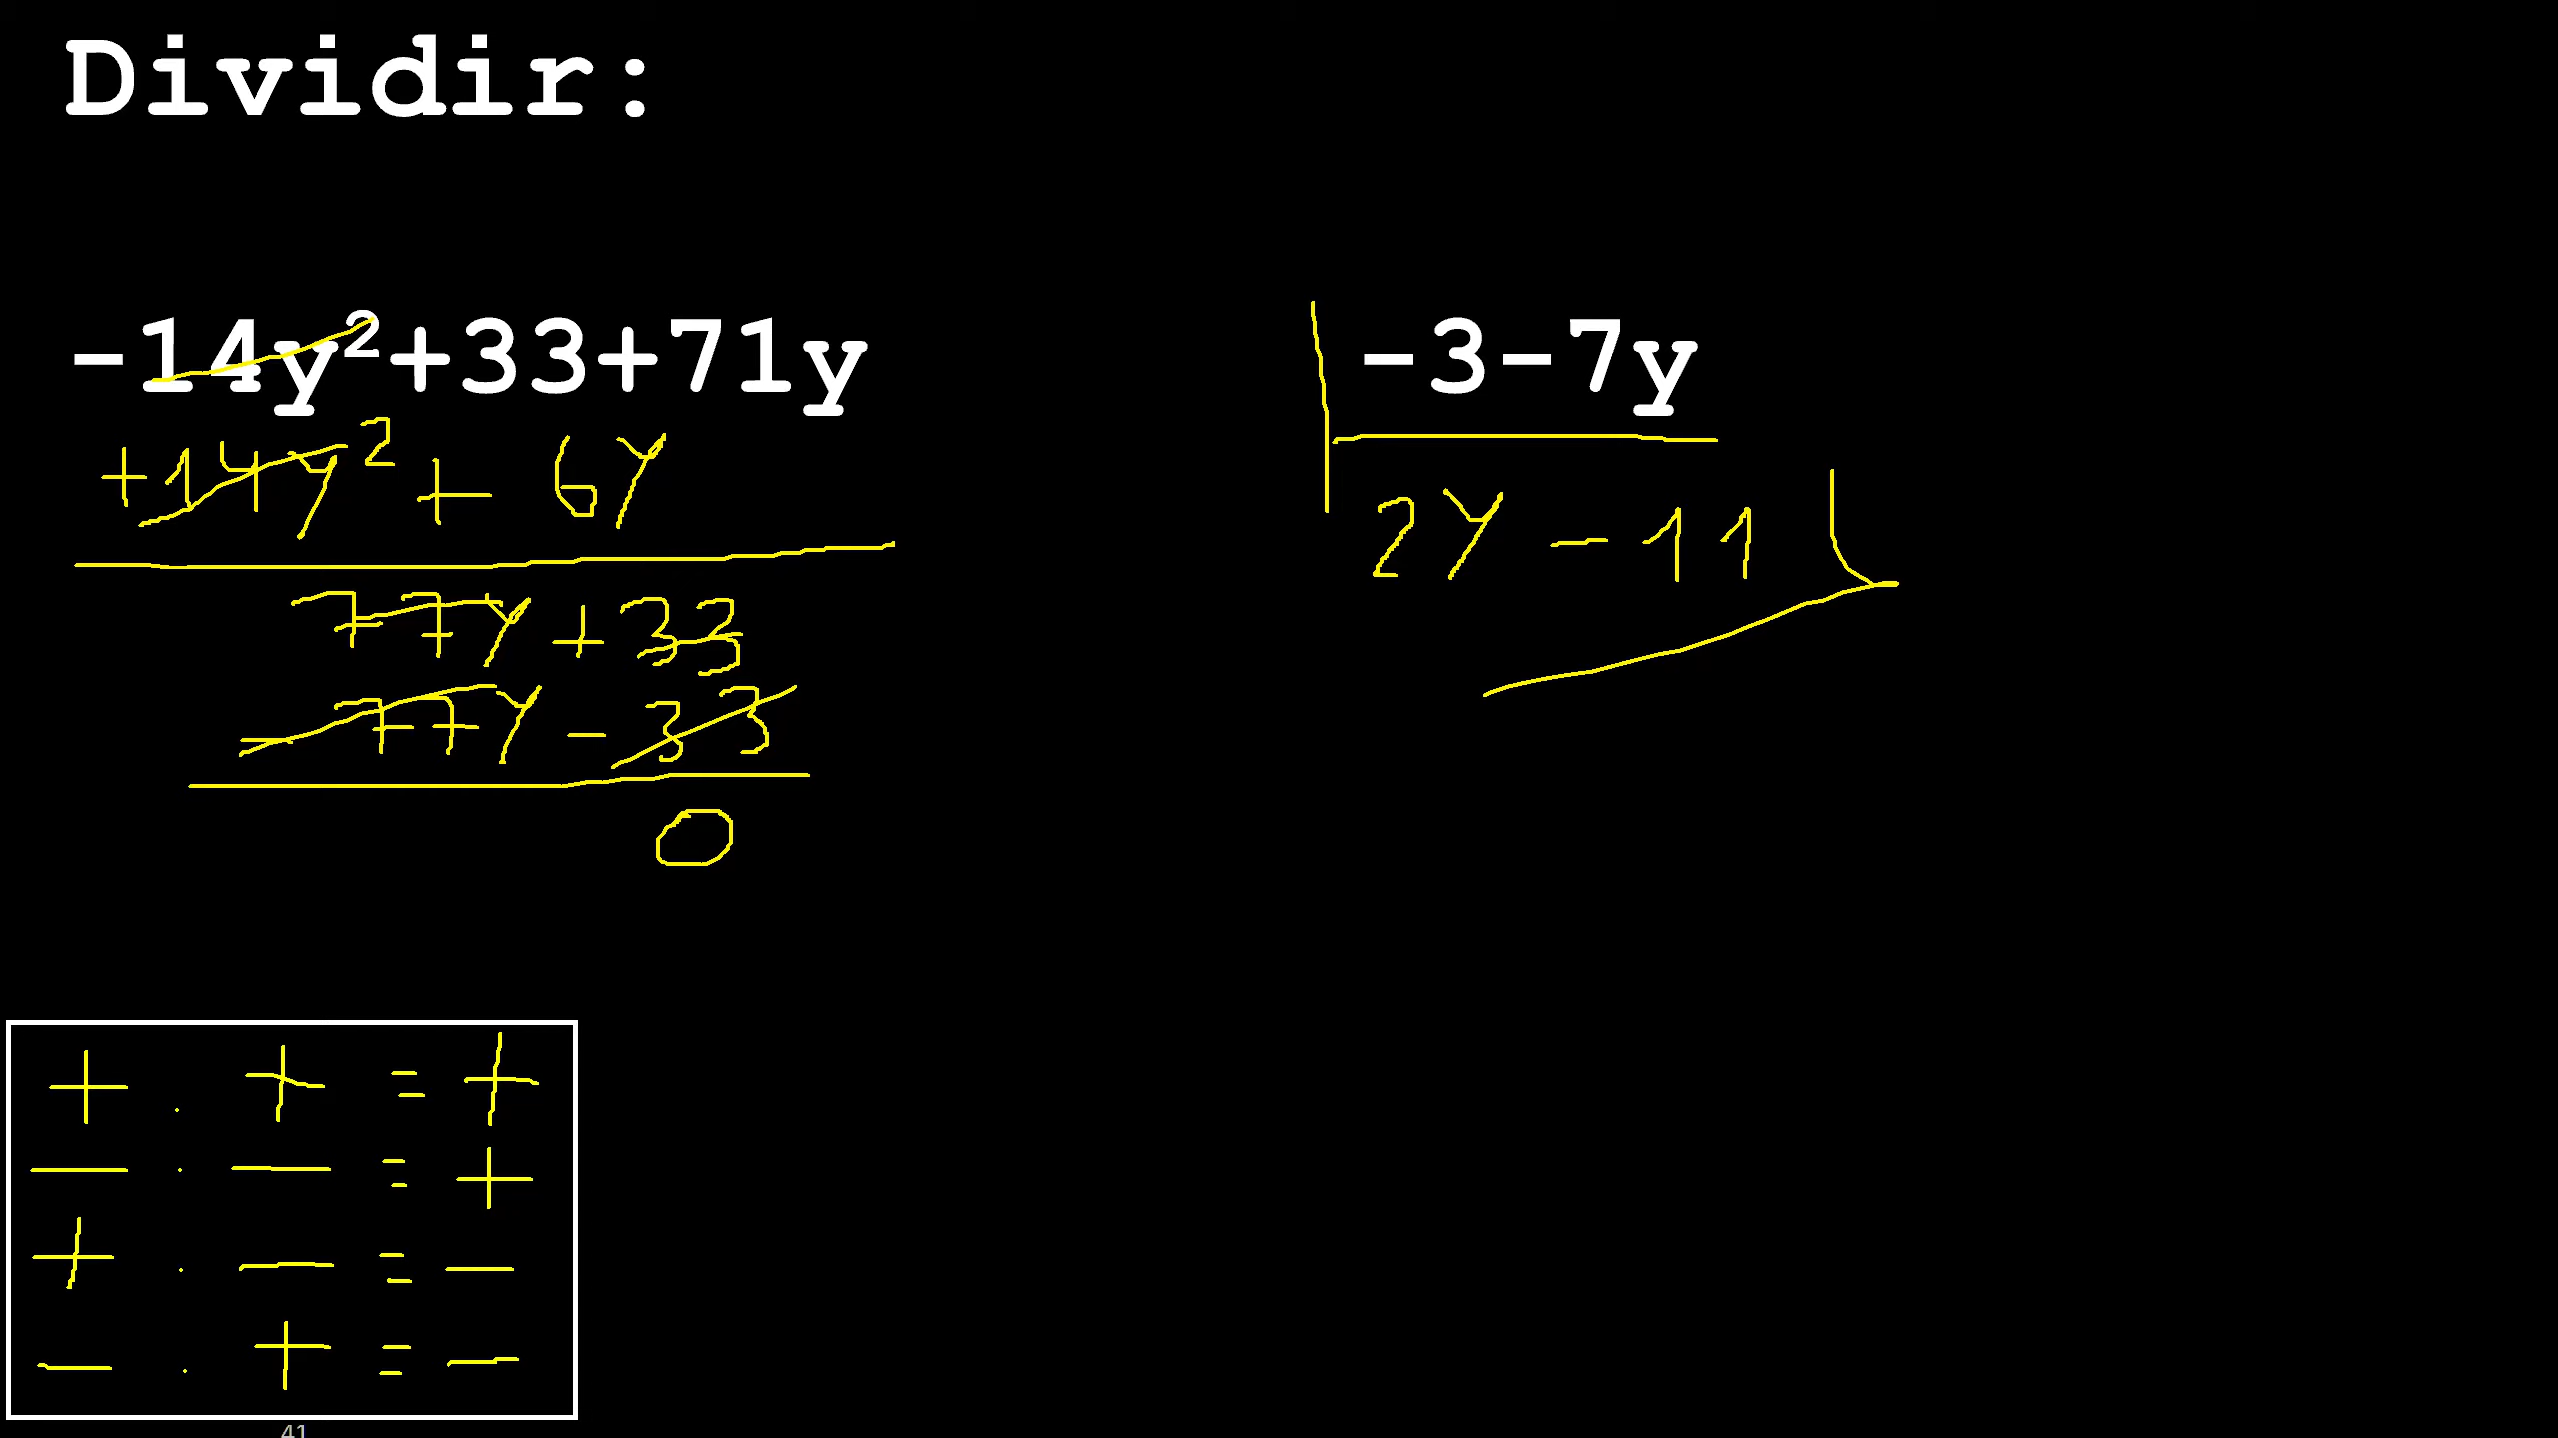 Dividir:
-14y²+33+71y -3-7y
+14y² + 6y 2y - 11
77y + 33
- 77y - 33
0
+ . + = +
- . - = +
+ . - = -
- . + = -
41